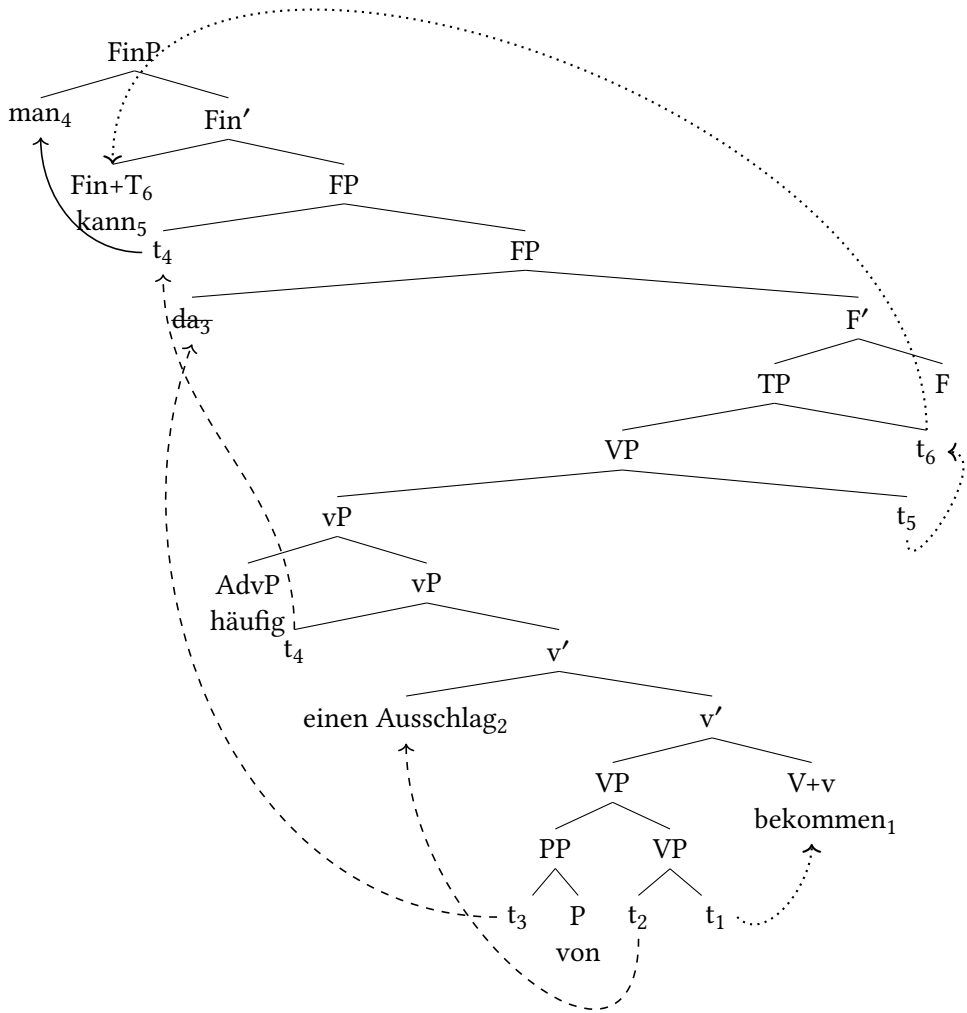 FinP
man₄
Fin′
Fin+T₆
kann₅
FP
t₄
FP
da₃
F′
TP
F
VP
t₆
vP
t₅
AdvP
häufig
vP
t₄
v′
einen Ausschlag₂
v′
VP
V+v
bekommen₁
PP
VP
t₃
P
von
t₂
t₁